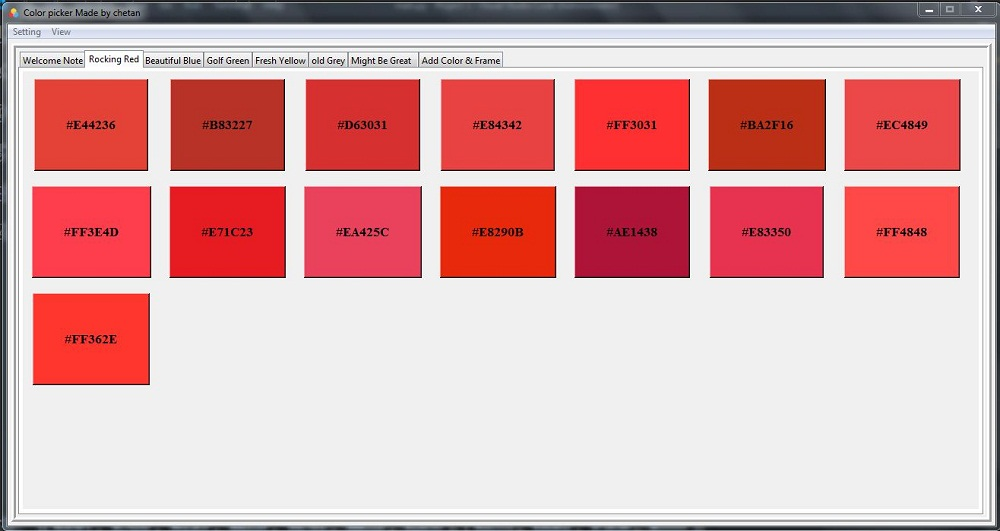 Color picker Made by chetan
Setting View
Welcome Note Rocking Red Beautiful Blue Golf Green Fresh Yellow old Grey Might Be Great Add Color & Frame
#E44236 #B83227 #D63031 #E84342 #FF3031 #BA2F16 #EC4849
#FF3E4D #E71C23 #EA425C #E8290B #AE1438 #E83350 #FF4848
#FF362E